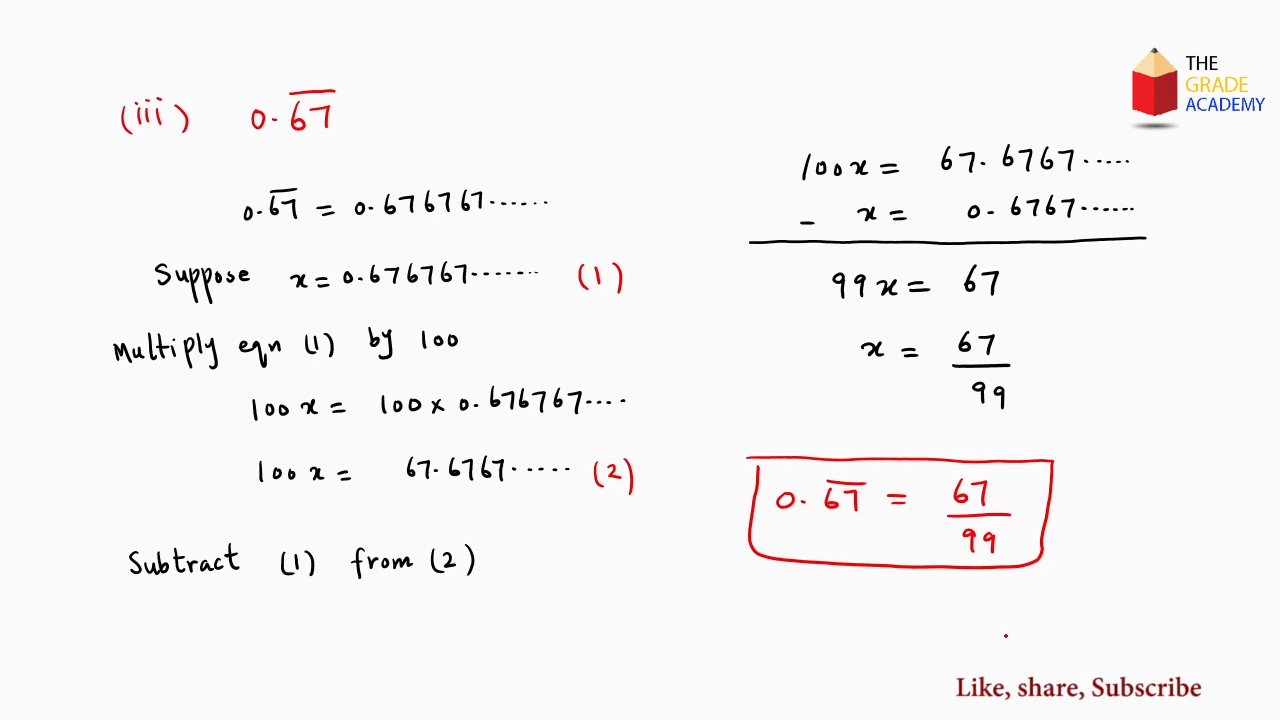 (iii) 0.6̅7̅
0.6̅7̅ = 0.676767......
Suppose x = 0.676767....... (1)
Multiply eqn (1) by 100
100x = 100 x 0.676767....
100x = 67.6767..... (2)
Subtract (1) from (2)
THE
GRADE
ACADEMY
100x = 67.6767.....
- x = 0.6767......
99x = 67
x = 67
99
0.6̅7̅ = 67
99
Like, share, Subscribe